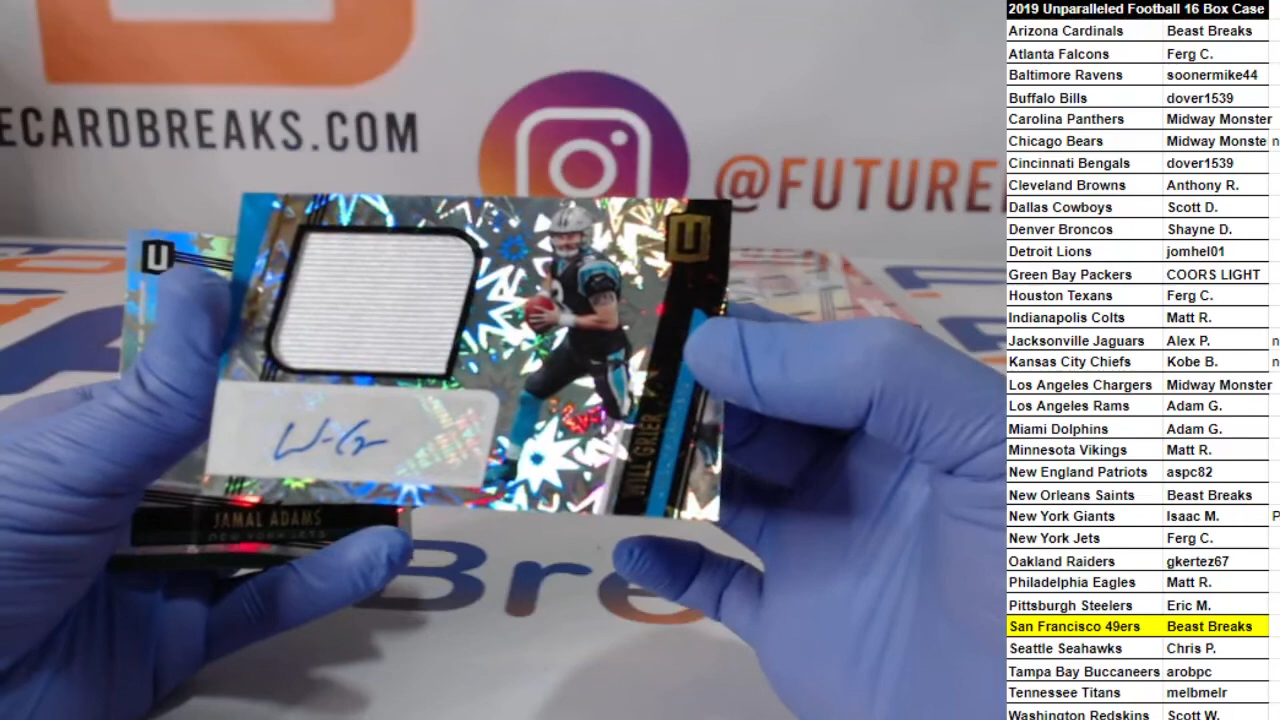 ECARDBREAKS.COM
@FUTURE
U
U
WILL GRIER
JAMAL ADAMS
NEW YORK JETS
Bre
2019 Unparalleled Football 16 Box Case
Arizona Cardinals Beast Breaks
Atlanta Falcons Ferg C.
Baltimore Ravens soonermike44
Buffalo Bills dover1539
Carolina Panthers Midway Monster
Chicago Bears Midway Monste n
Cincinnati Bengals dover1539
Cleveland Browns Anthony R.
Dallas Cowboys Scott D.
Denver Broncos Shayne D.
Detroit Lions jomhel01
Green Bay Packers COORS LIGHT
Houston Texans Ferg C.
Indianapolis Colts Matt R.
Jacksonville Jaguars Alex P. n
Kansas City Chiefs Kobe B. n
Los Angeles Chargers Midway Monster
Los Angeles Rams Adam G.
Miami Dolphins Adam G.
Minnesota Vikings Matt R.
New England Patriots aspc82
New Orleans Saints Beast Breaks
New York Giants Isaac M. P
New York Jets Ferg C.
Oakland Raiders gkertez67
Philadelphia Eagles Matt R.
Pittsburgh Steelers Eric M.
San Francisco 49ers Beast Breaks
Seattle Seahawks Chris P.
Tampa Bay Buccaneers arobpc
Tennessee Titans melbmelr
Washington Redskins Scott W.